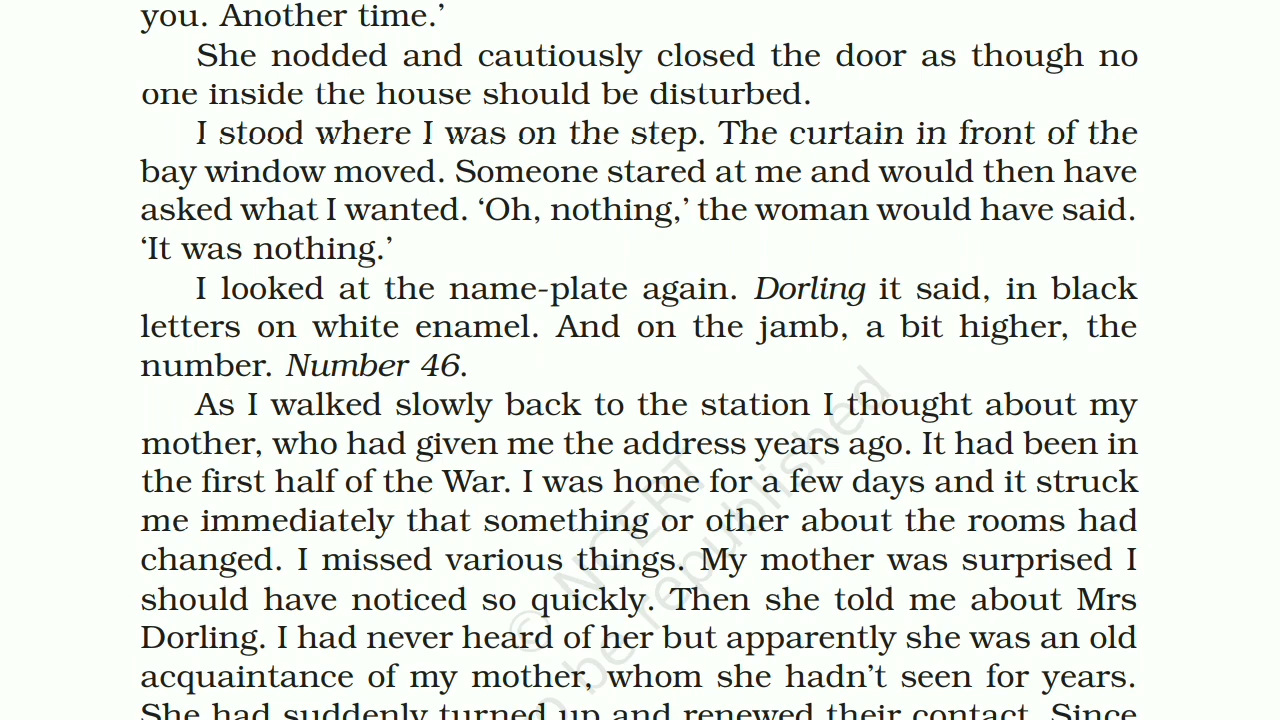 you. Another time.’
She nodded and cautiously closed the door as though no
one inside the house should be disturbed.
I stood where I was on the step. The curtain in front of the
bay window moved. Someone stared at me and would then have
asked what I wanted. ‘Oh, nothing,’ the woman would have said.
‘It was nothing.’
I looked at the name-plate again. Dorling it said, in black
letters on white enamel. And on the jamb, a bit higher, the
number. Number 46.
As I walked slowly back to the station I thought about my
mother, who had given me the address years ago. It had been in
the first half of the War. I was home for a few days and it struck
me immediately that something or other about the rooms had
changed. I missed various things. My mother was surprised I
should have noticed so quickly. Then she told me about Mrs
Dorling. I had never heard of her but apparently she was an old
acquaintance of my mother, whom she hadn’t seen for years.
She had suddenly turned up and renewed their contact. Since
© NCERT
o be republished